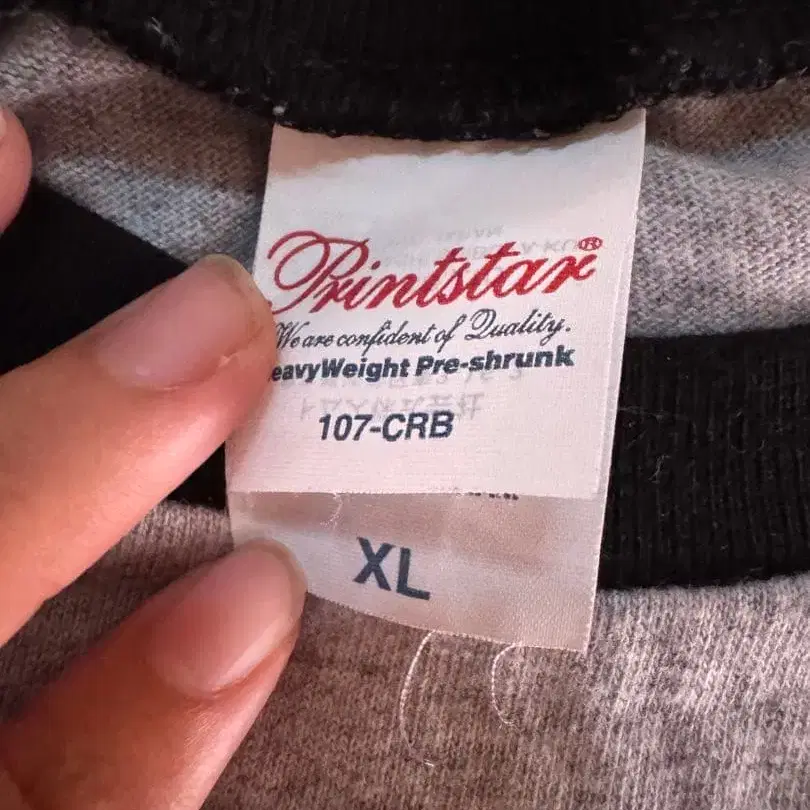 Printstar®
We are confident of Quality.
eavyWeight Pre-shrunk
107-CRB
XL